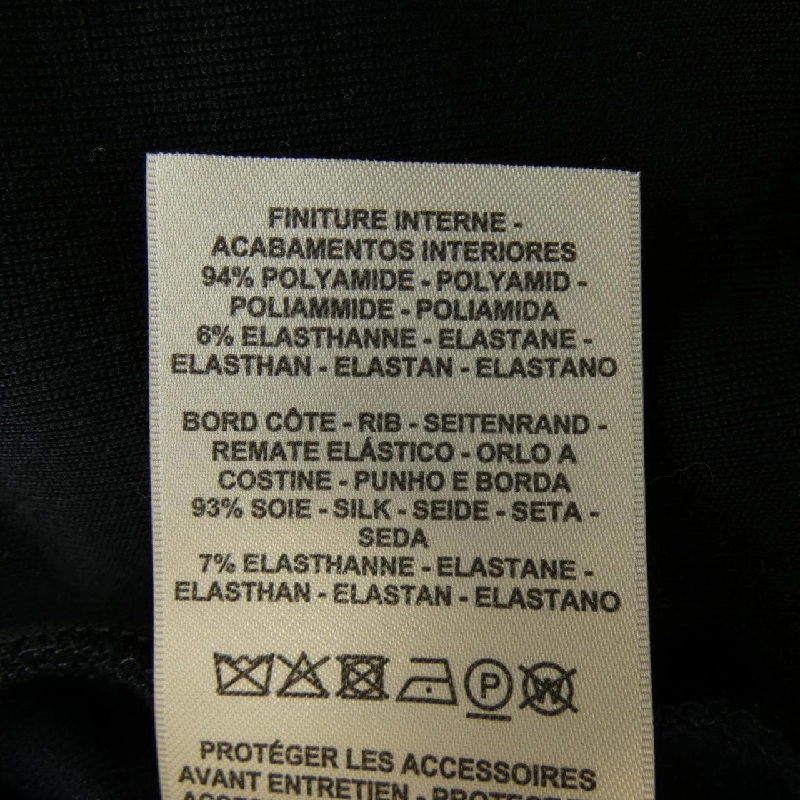 FINITURE INTERNE -
ACABAMENTOS INTERIORES
94% POLYAMIDE - POLYAMID -
POLIAMMIDE - POLIAMIDA
6% ELASTHANNE - ELASTANE -
ELASTHAN - ELASTAN - ELASTANO
BORD CÔTE - RIB - SEITENRAND -
REMATE ELÁSTICO - ORLO A
COSTINE - PUNHO E BORDA
93% SOIE - SILK - SEIDE - SETA -
SEDA
7% ELASTHANNE - ELASTANE -
ELASTHAN - ELASTAN - ELASTANO
P W
PROTÉGER LES ACCESSOIRES
AVANT ENTRETIEN -